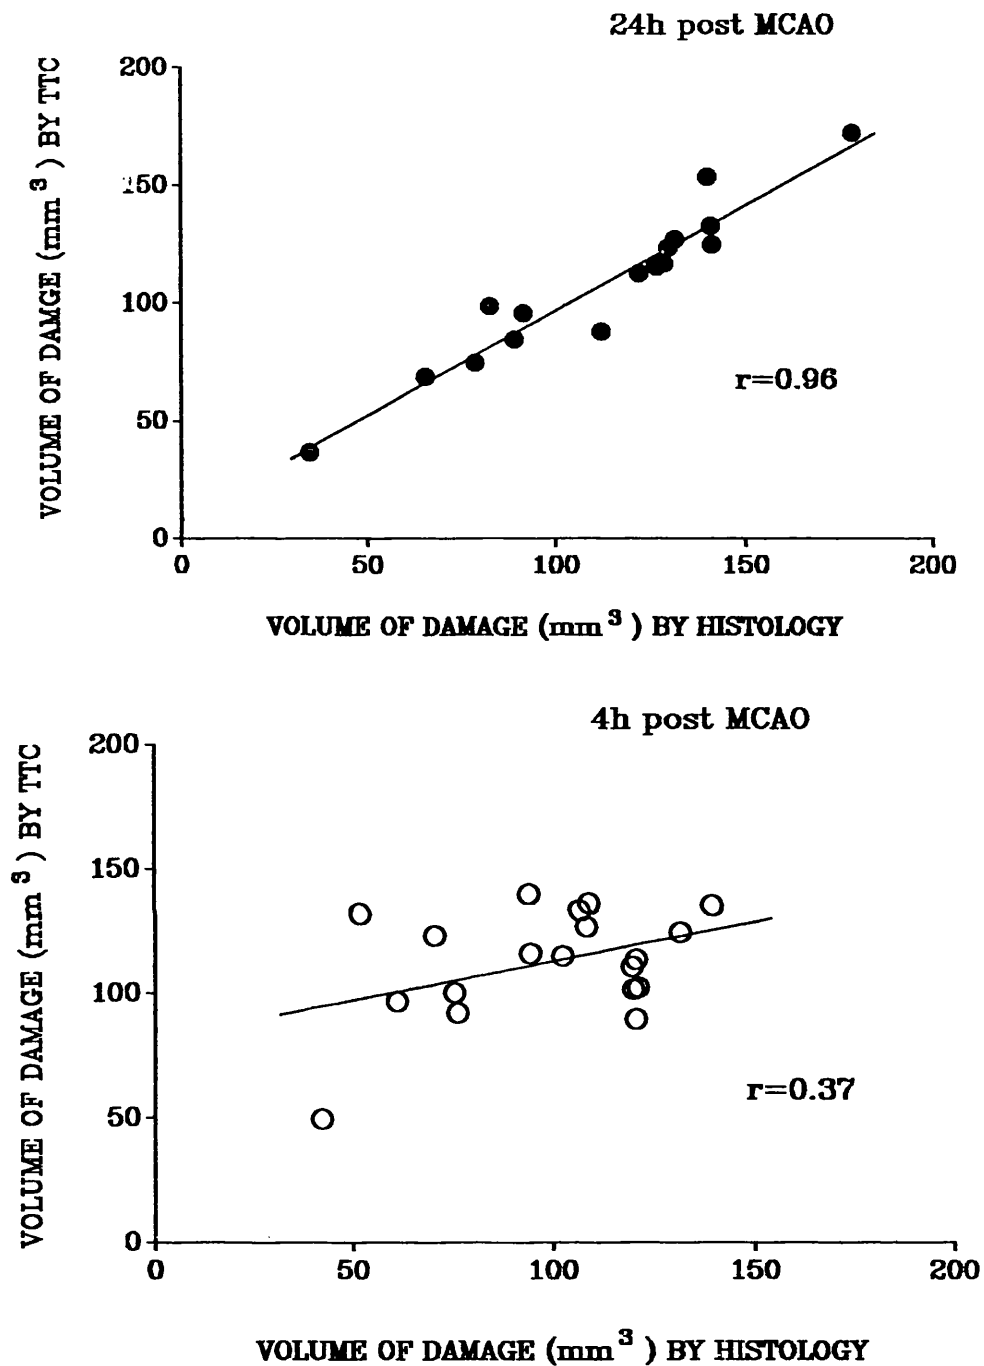 24h post MCAO
VOLUME OF DAMGE (mm³) BY TTC
200
150
100
50
0
0 50 100 150 200
r=0.96
VOLUME OF DAMAGE (mm³) BY HISTOLOGY
4h post MCAO
VOLUME OF DAMAGE (mm³) BY TTC
200
150
100
50
0
0 50 100 150 200
r=0.37
VOLUME OF DAMAGE (mm³) BY HISTOLOGY